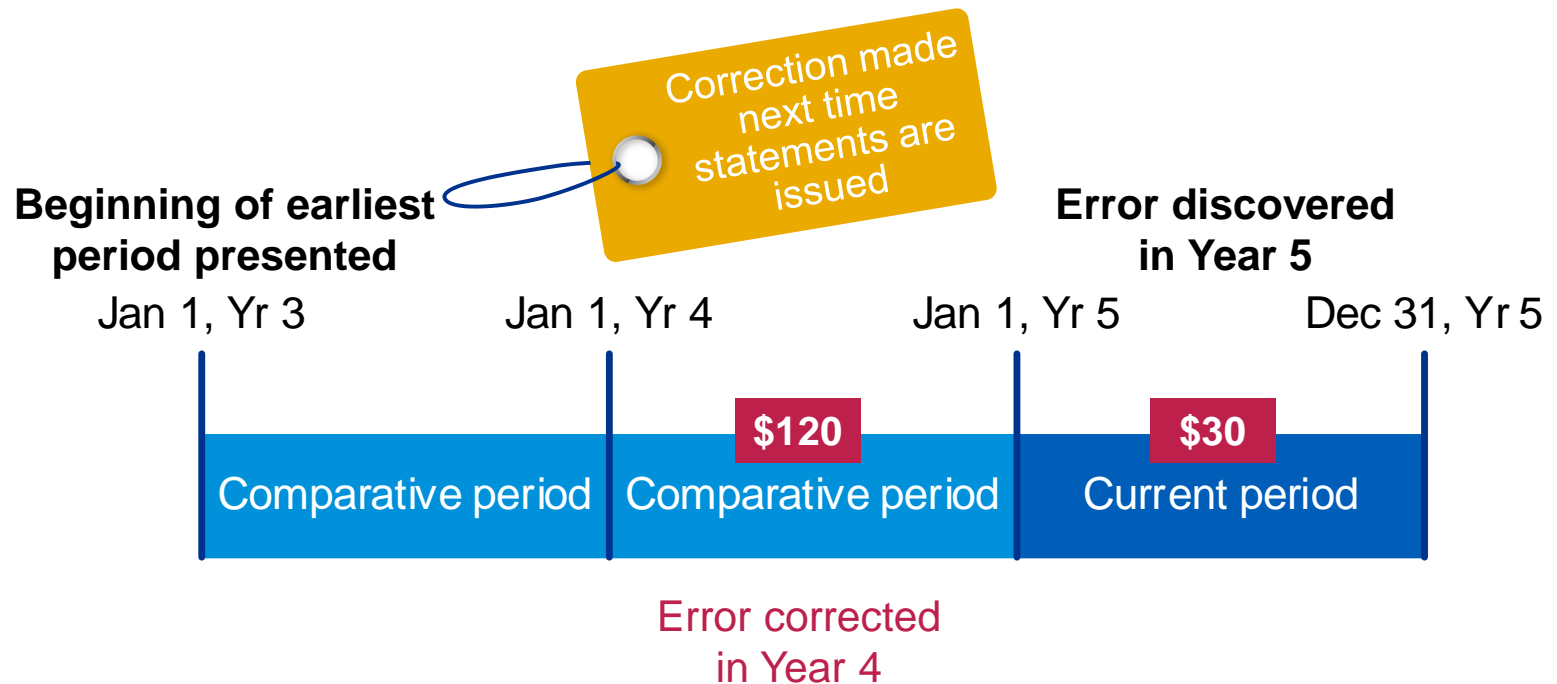 Correction made
next time
statements are
issued
Beginning of earliest
period presented
Error discovered
in Year 5
Jan 1, Yr 3
Jan 1, Yr 4
Jan 1, Yr 5
Dec 31, Yr 5
$120
$30
Comparative period
Comparative period
Current period
Error corrected
in Year 4